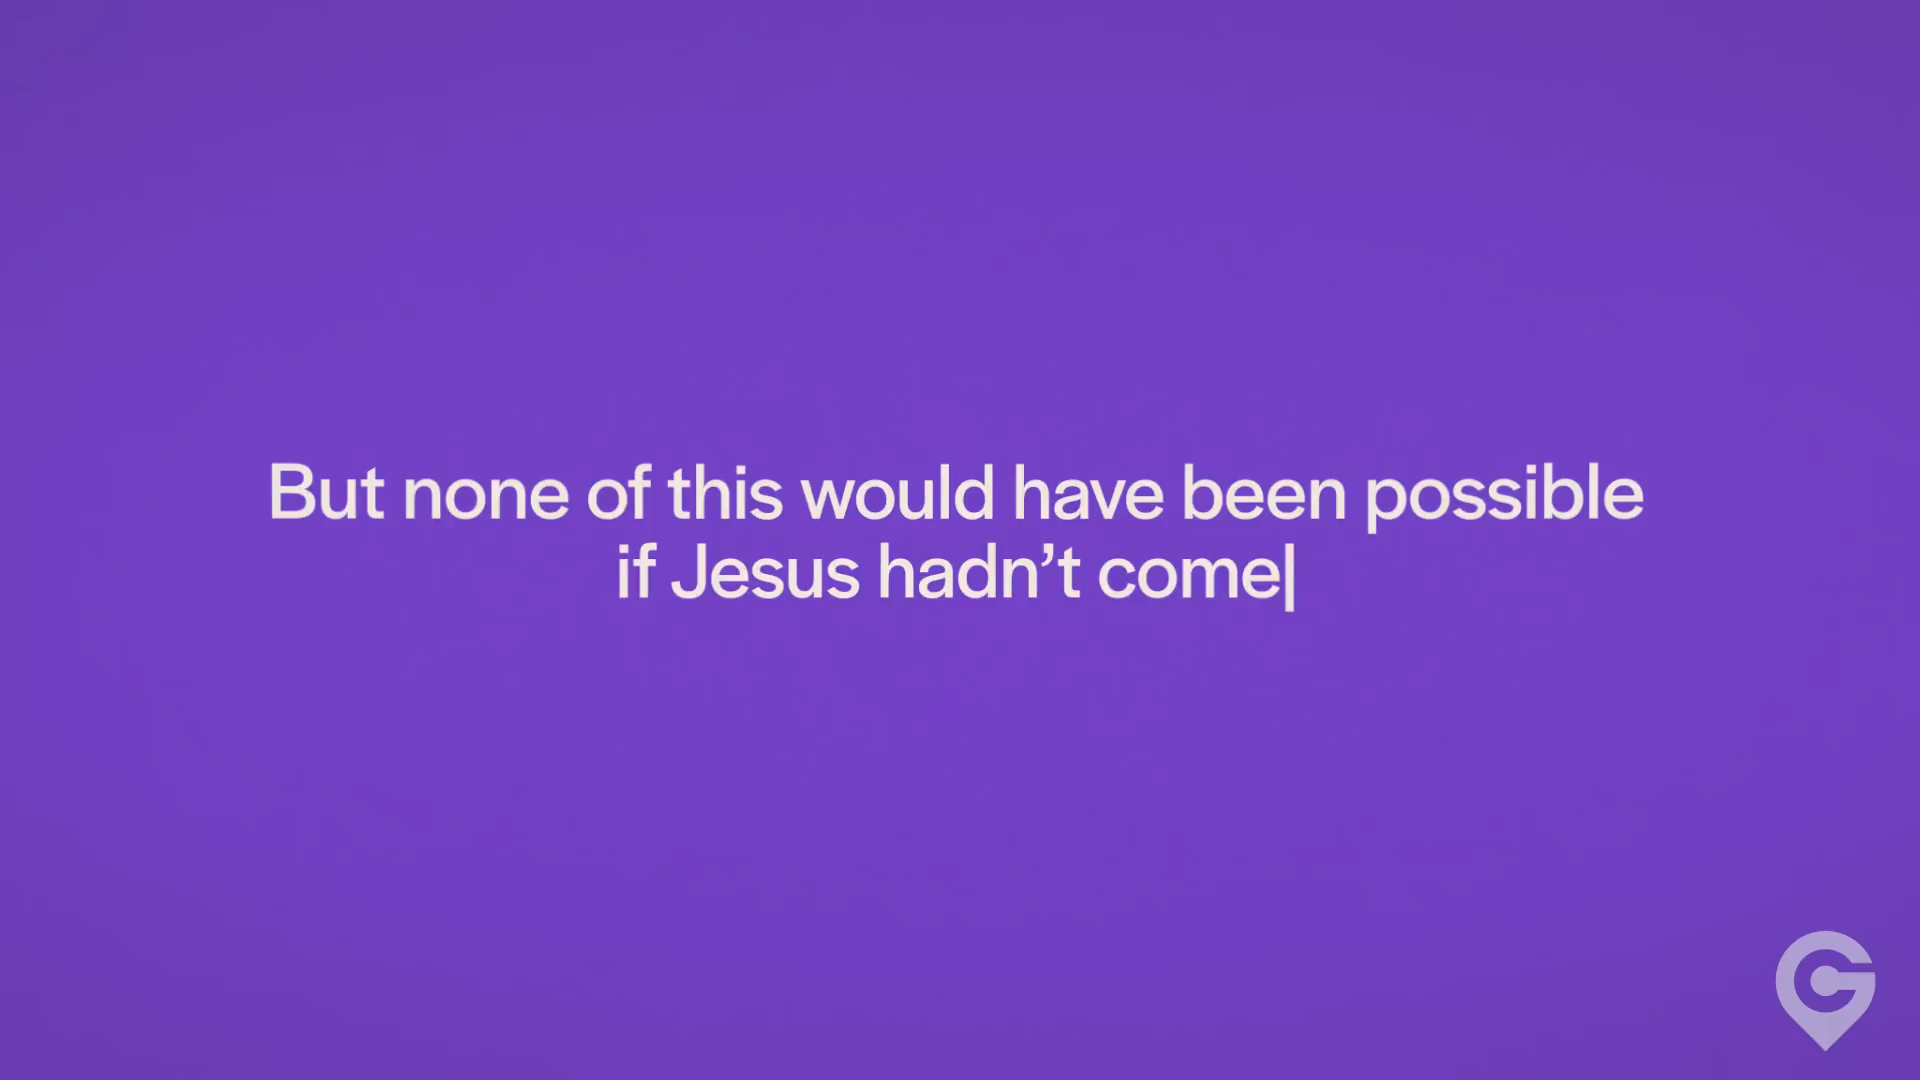 But none of this would have been possible
if Jesus hadn’t come|